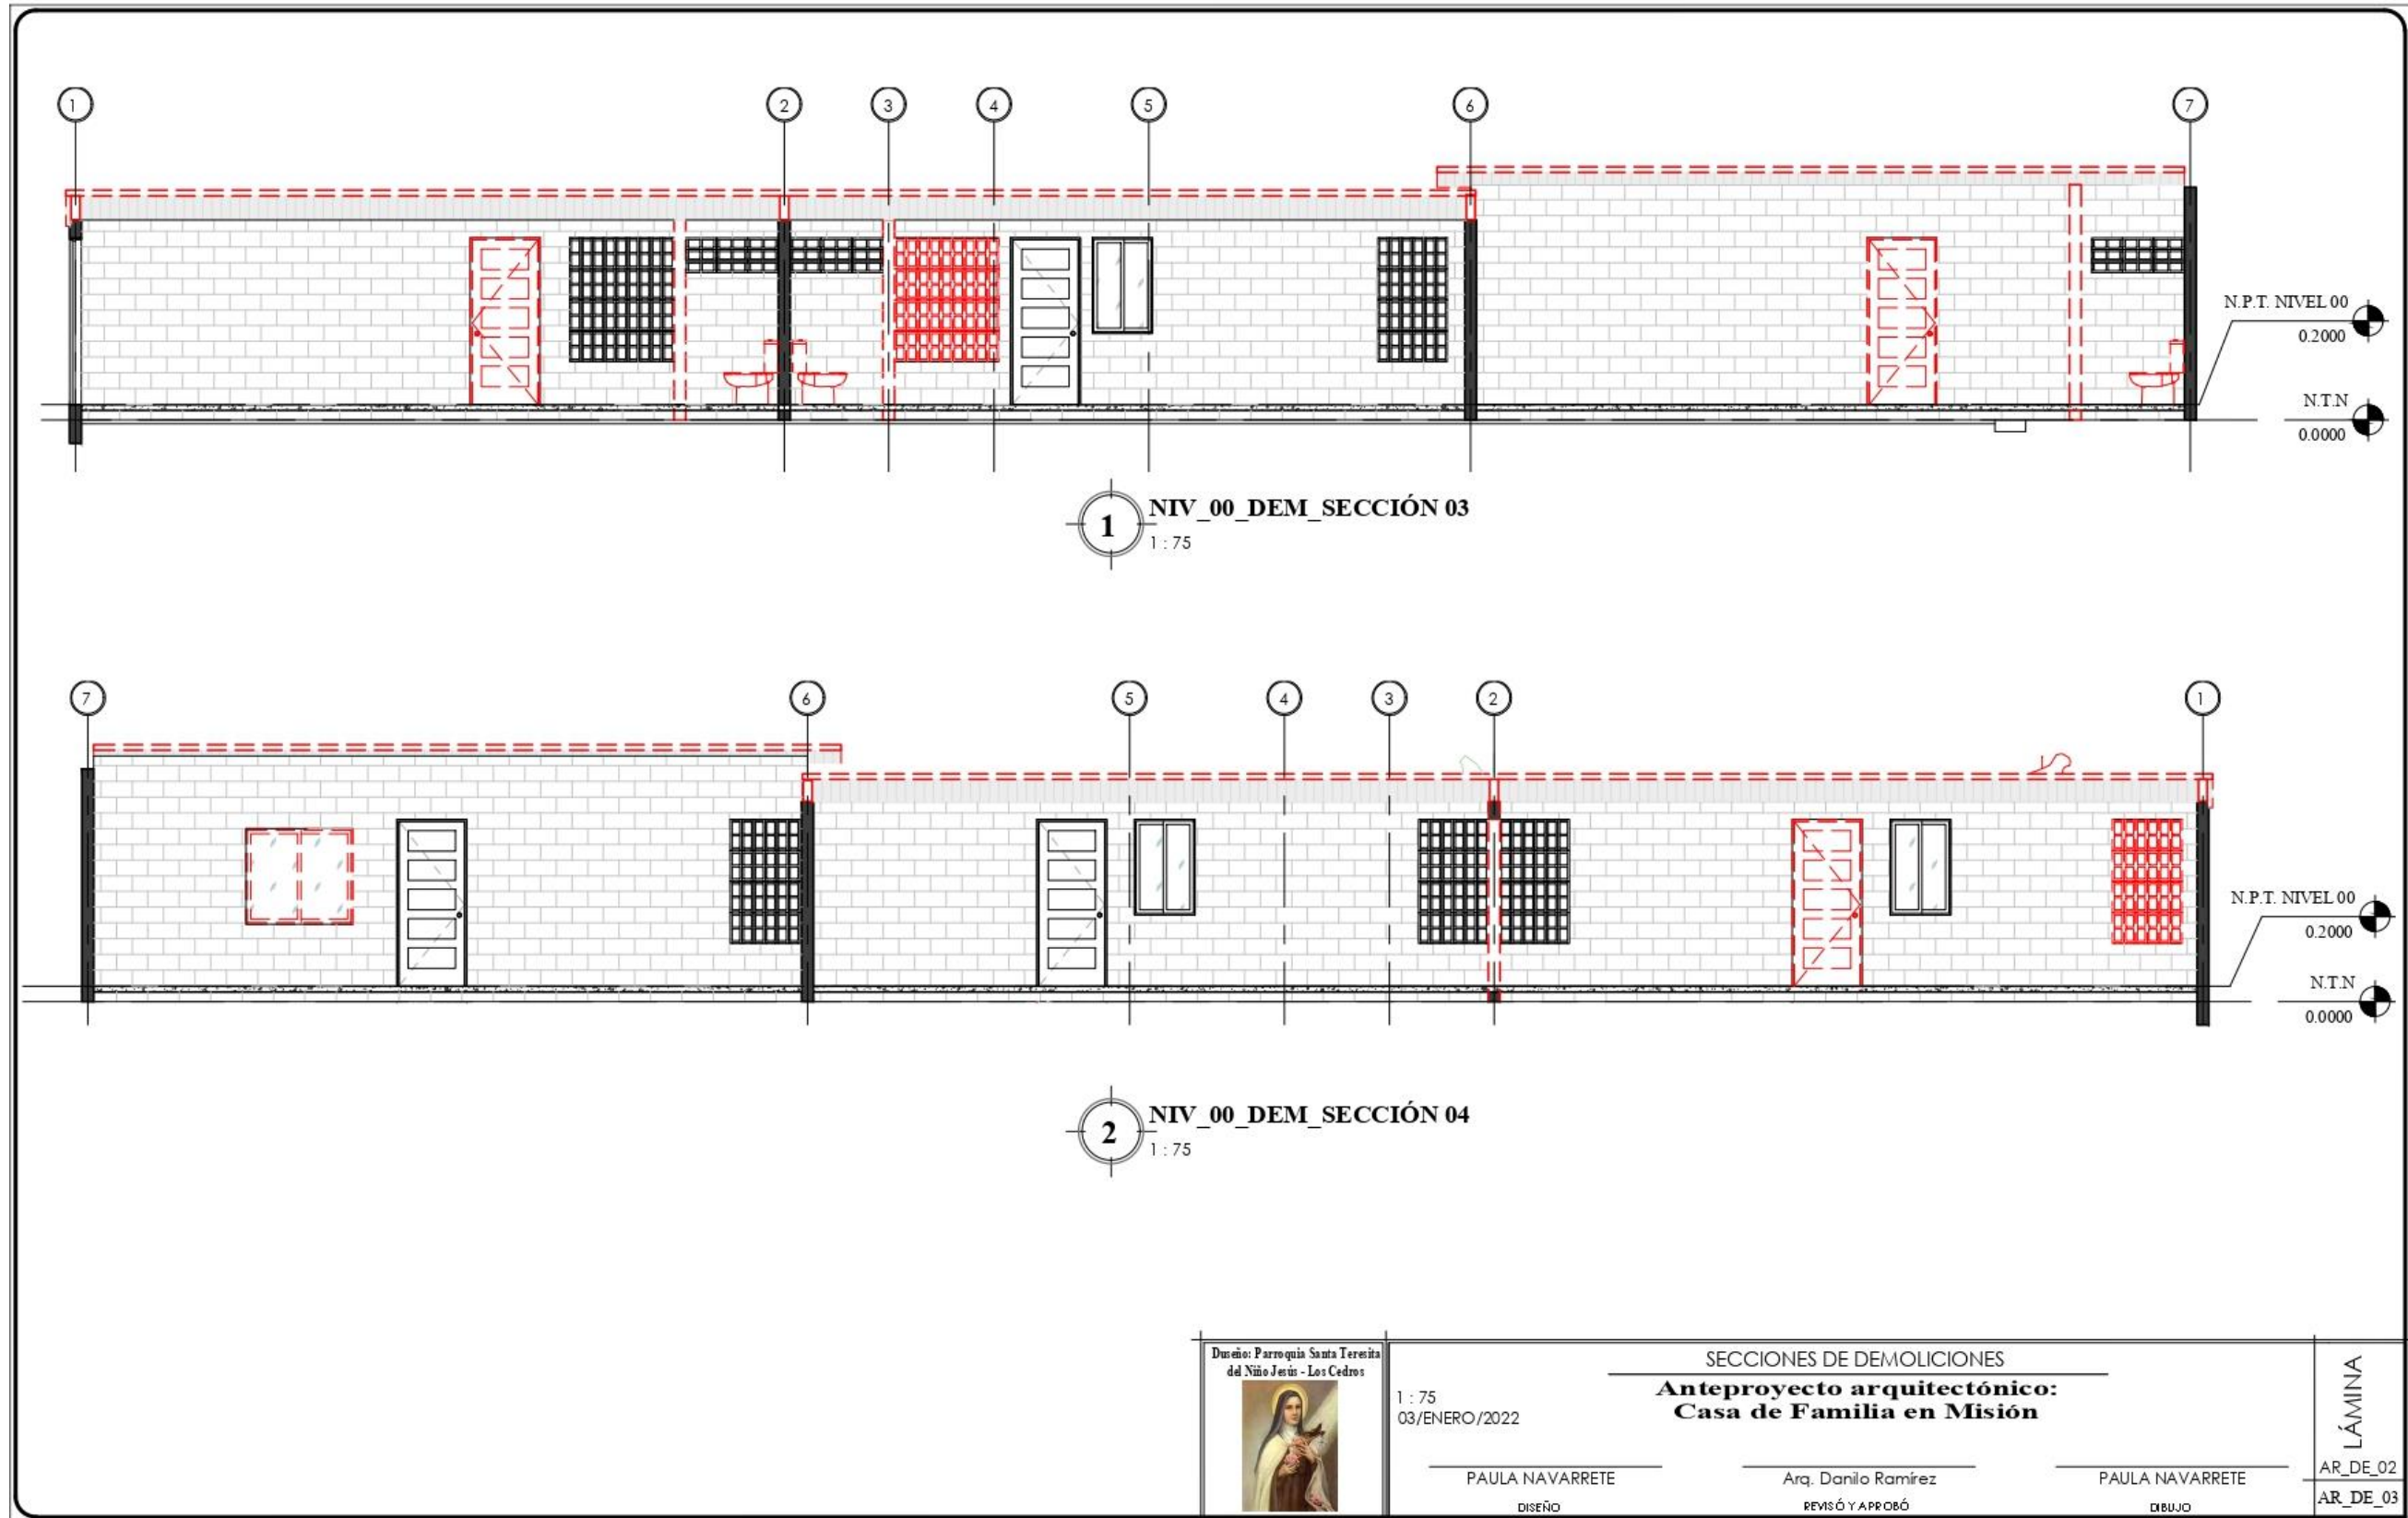 1 2 3 4 5 6 7
N.P.T. NIVEL 00
0.2000
N.T.N
0.0000
1
NIV_00_DEM_SECCIÓN 03
1 : 75
7 6 5 4 3 2 1
N.P.T. NIVEL 00
0.2000
N.T.N
0.0000
2
NIV_00_DEM_SECCIÓN 04
1 : 75
Duseño: Parroquia Santa Teresita
del Niño Jesús - Los Cedros
SECCIONES DE DEMOLICIONES
1 : 75
03/ENERO/2022
Anteproyecto arquitectónico:
Casa de Familia en Misión
PAULA NAVARRETE
DISEÑO
Arq. Danilo Ramírez
REVISÓ Y APROBÓ
PAULA NAVARRETE
DIBUJO
LÁMINA
AR_DE_02
AR_DE_03